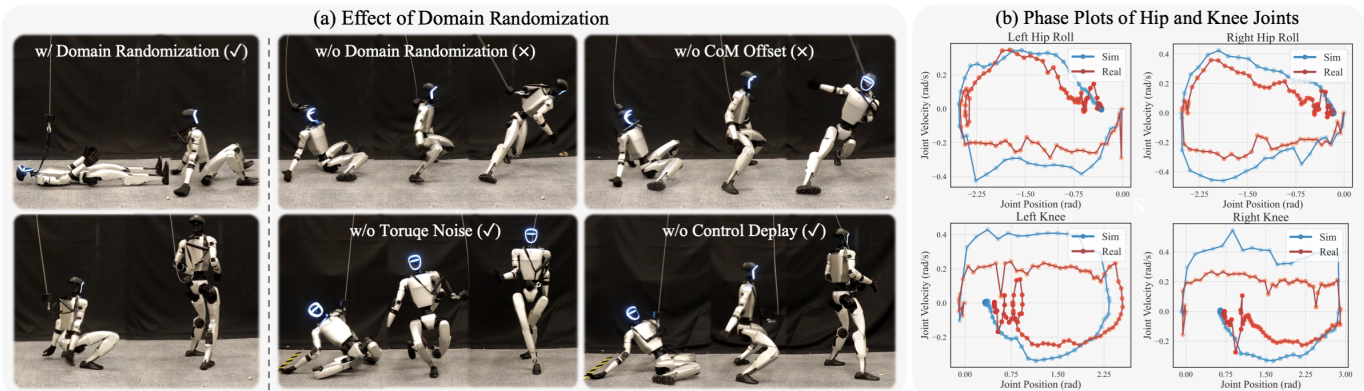 (a) Effect of Domain Randomization
w/ Domain Randomization (✓)
w/o Domain Randomization (×)
w/o CoM Offset (×)
w/o Toruqe Noise (✓)
w/o Control Deplay (✓)
(b) Phase Plots of Hip and Knee Joints
Left Hip Roll
Joint Velocity (rad/s)
0.4
0.2
0.0
−0.2
−0.4
Sim
Real
−2.25
−1.50
−0.75
0.00
Joint Position (rad)
Right Hip Roll
0.4
0.2
0.0
−0.2
−0.4
Sim
Real
−2.25
−1.50
−0.75
0.00
Joint Position (rad)
S
Left Knee
Joint Velocity (rad/s)
0.4
0.2
0.0
−0.2
Sim
Real
0.00
0.75
1.50
2.25
Joint Position (rad)
Right Knee
0.4
0.2
0.0
−0.2
Sim
Real
0.00
0.75
1.50
2.25
3.00
Joint Position (rad)